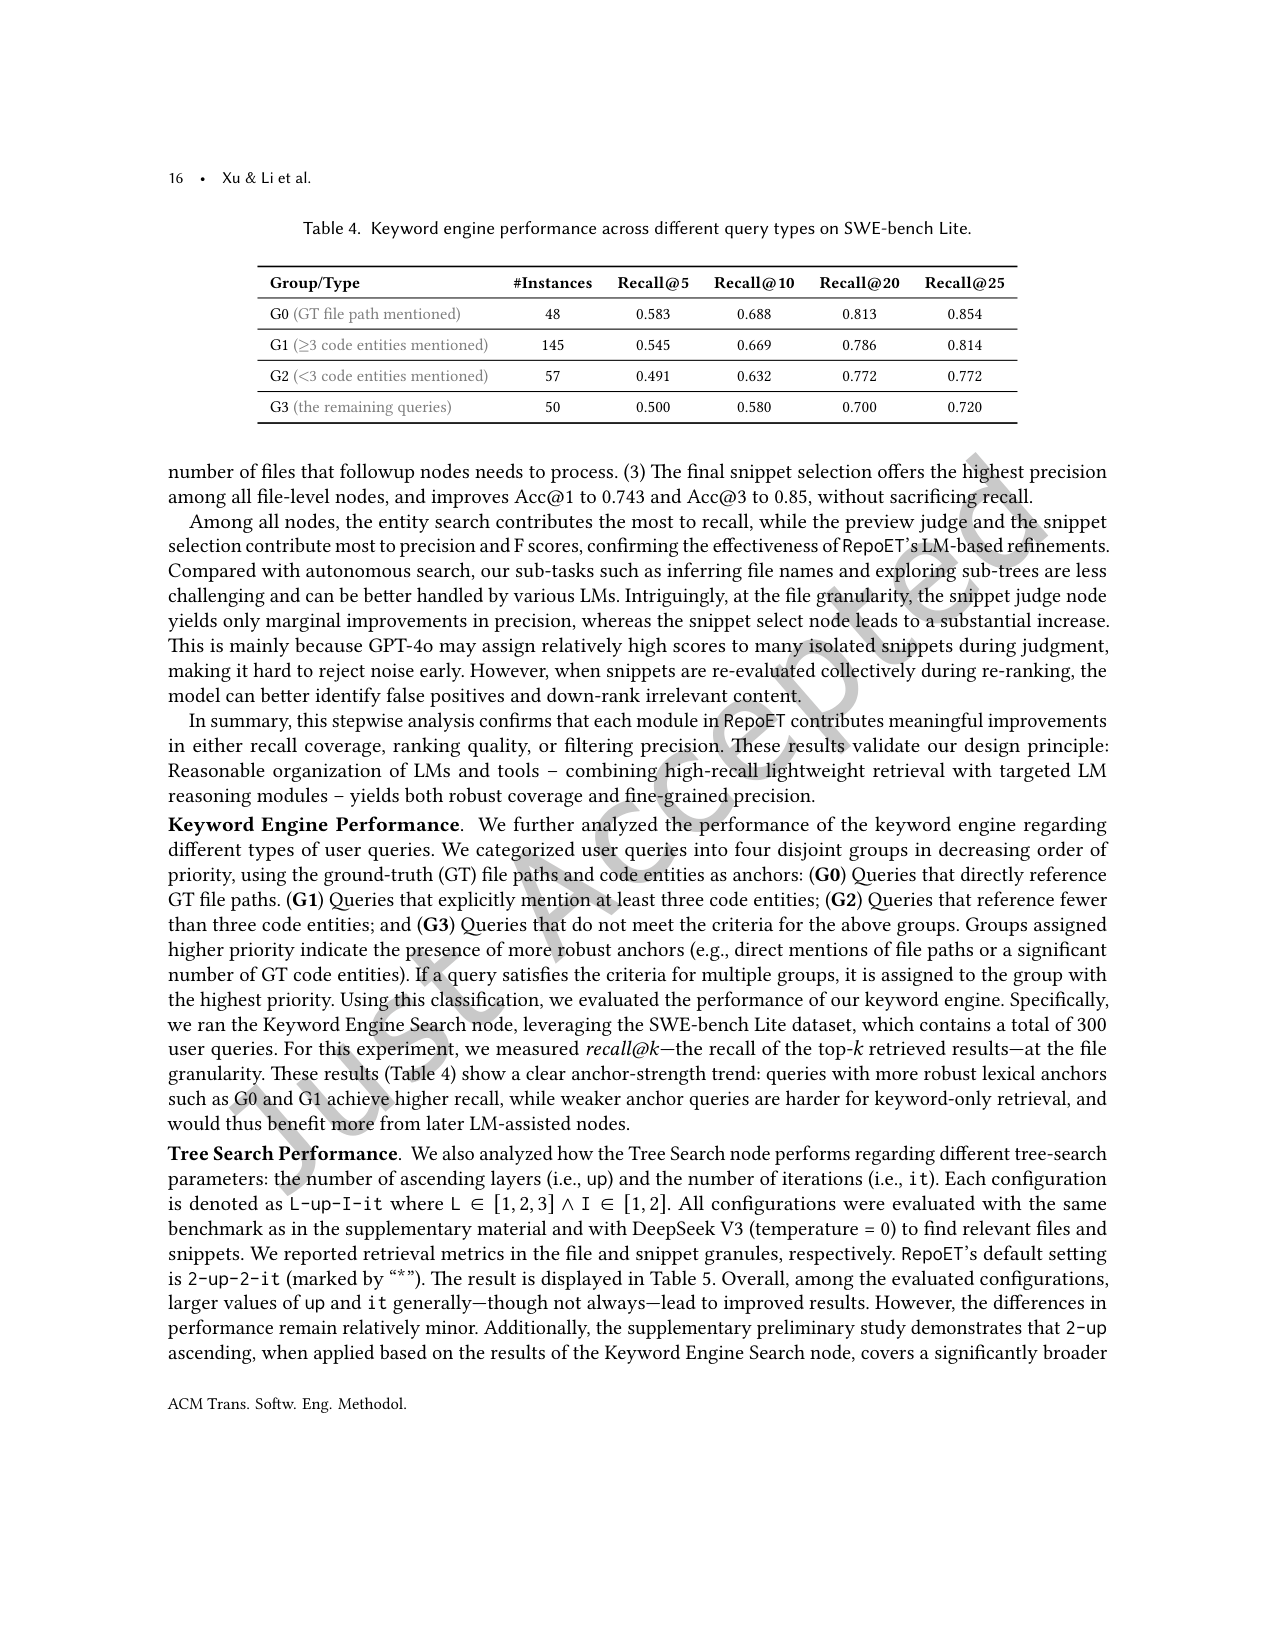 16 • Xu & Li et al.
Table 4. Keyword engine performance across different query types on SWE-bench Lite.
Group/Type #Instances Recall@5 Recall@10 Recall@20 Recall@25
G0 (GT file path mentioned) 48 0.583 0.688 0.813 0.854
G1 (≥3 code entities mentioned) 145 0.545 0.669 0.786 0.814
G2 (<3 code entities mentioned) 57 0.491 0.632 0.772 0.772
G3 (the remaining queries) 50 0.500 0.580 0.700 0.720
number of files that followup nodes needs to process. (3) The final snippet selection offers the highest precision
among all file-level nodes, and improves Acc@1 to 0.743 and Acc@3 to 0.85, without sacrificing recall.
Among all nodes, the entity search contributes the most to recall, while the preview judge and the snippet
selection contribute most to precision and F scores, confirming the effectiveness of RepoET's LM-based refinements.
Compared with autonomous search, our sub-tasks such as inferring file names and exploring sub-trees are less
challenging and can be better handled by various LMs. Intriguingly, at the file granularity, the snippet judge node
yields only marginal improvements in precision, whereas the snippet select node leads to a substantial increase.
This is mainly because GPT-4o may assign relatively high scores to many isolated snippets during judgment,
making it hard to reject noise early. However, when snippets are re-evaluated collectively during re-ranking, the
model can better identify false positives and down-rank irrelevant content.
In summary, this stepwise analysis confirms that each module in RepoET contributes meaningful improvements
in either recall coverage, ranking quality, or filtering precision. These results validate our design principle:
Reasonable organization of LMs and tools – combining high-recall lightweight retrieval with targeted LM
reasoning modules – yields both robust coverage and fine-grained precision.
Keyword Engine Performance. We further analyzed the performance of the keyword engine regarding
different types of user queries. We categorized user queries into four disjoint groups in decreasing order of
priority, using the ground-truth (GT) file paths and code entities as anchors: (G0) Queries that directly reference
GT file paths. (G1) Queries that explicitly mention at least three code entities; (G2) Queries that reference fewer
than three code entities; and (G3) Queries that do not meet the criteria for the above groups. Groups assigned
higher priority indicate the presence of more robust anchors (e.g., direct mentions of file paths or a significant
number of GT code entities). If a query satisfies the criteria for multiple groups, it is assigned to the group with
the highest priority. Using this classification, we evaluated the performance of our keyword engine. Specifically,
we ran the Keyword Engine Search node, leveraging the SWE-bench Lite dataset, which contains a total of 300
user queries. For this experiment, we measured recall@k—the recall of the top-k retrieved results—at the file
granularity. These results (Table 4) show a clear anchor-strength trend: queries with more robust lexical anchors
such as G0 and G1 achieve higher recall, while weaker anchor queries are harder for keyword-only retrieval, and
would thus benefit more from later LM-assisted nodes.
Tree Search Performance. We also analyzed how the Tree Search node performs regarding different tree-search
parameters: the number of ascending layers (i.e., up) and the number of iterations (i.e., it). Each configuration
is denoted as L-up-I-it where L ∈ [1, 2, 3] ∧ I ∈ [1, 2]. All configurations were evaluated with the same
benchmark as in the supplementary material and with DeepSeek V3 (temperature = 0) to find relevant files and
snippets. We reported retrieval metrics in the file and snippet granules, respectively. RepoET's default setting
is 2-up-2-it (marked by “*”). The result is displayed in Table 5. Overall, among the evaluated configurations,
larger values of up and it generally—though not always—lead to improved results. However, the differences in
performance remain relatively minor. Additionally, the supplementary preliminary study demonstrates that 2-up
ascending, when applied based on the results of the Keyword Engine Search node, covers a significantly broader
ACM Trans. Softw. Eng. Methodol.
Just Accepted